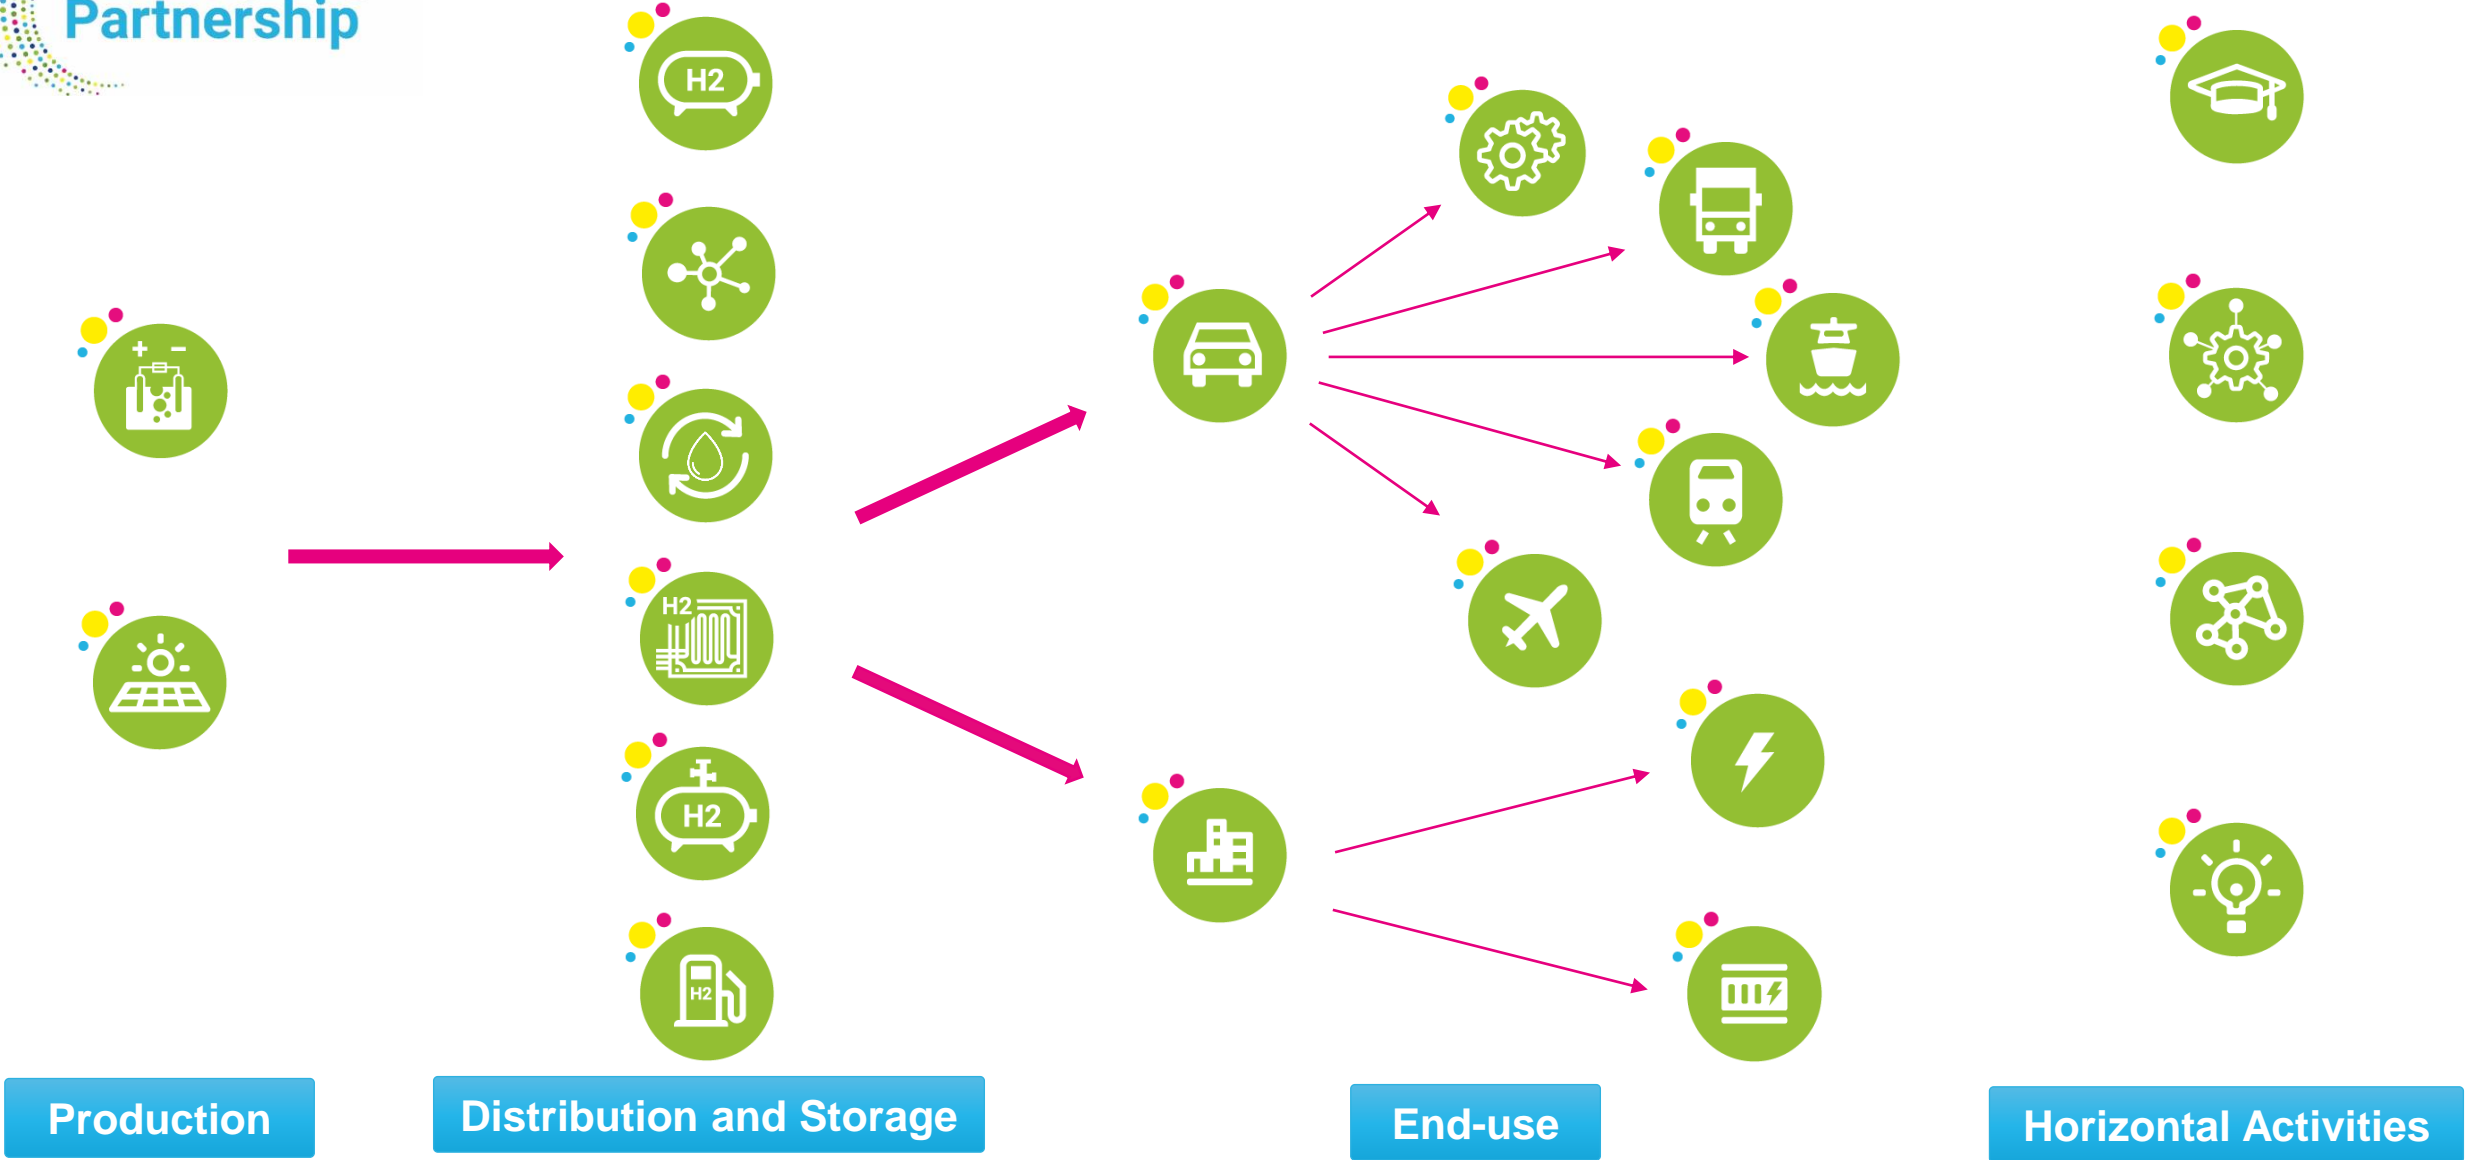 Partnership
H2
H2
H2
H2
Production
Distribution and Storage
End-use
Horizontal Activities